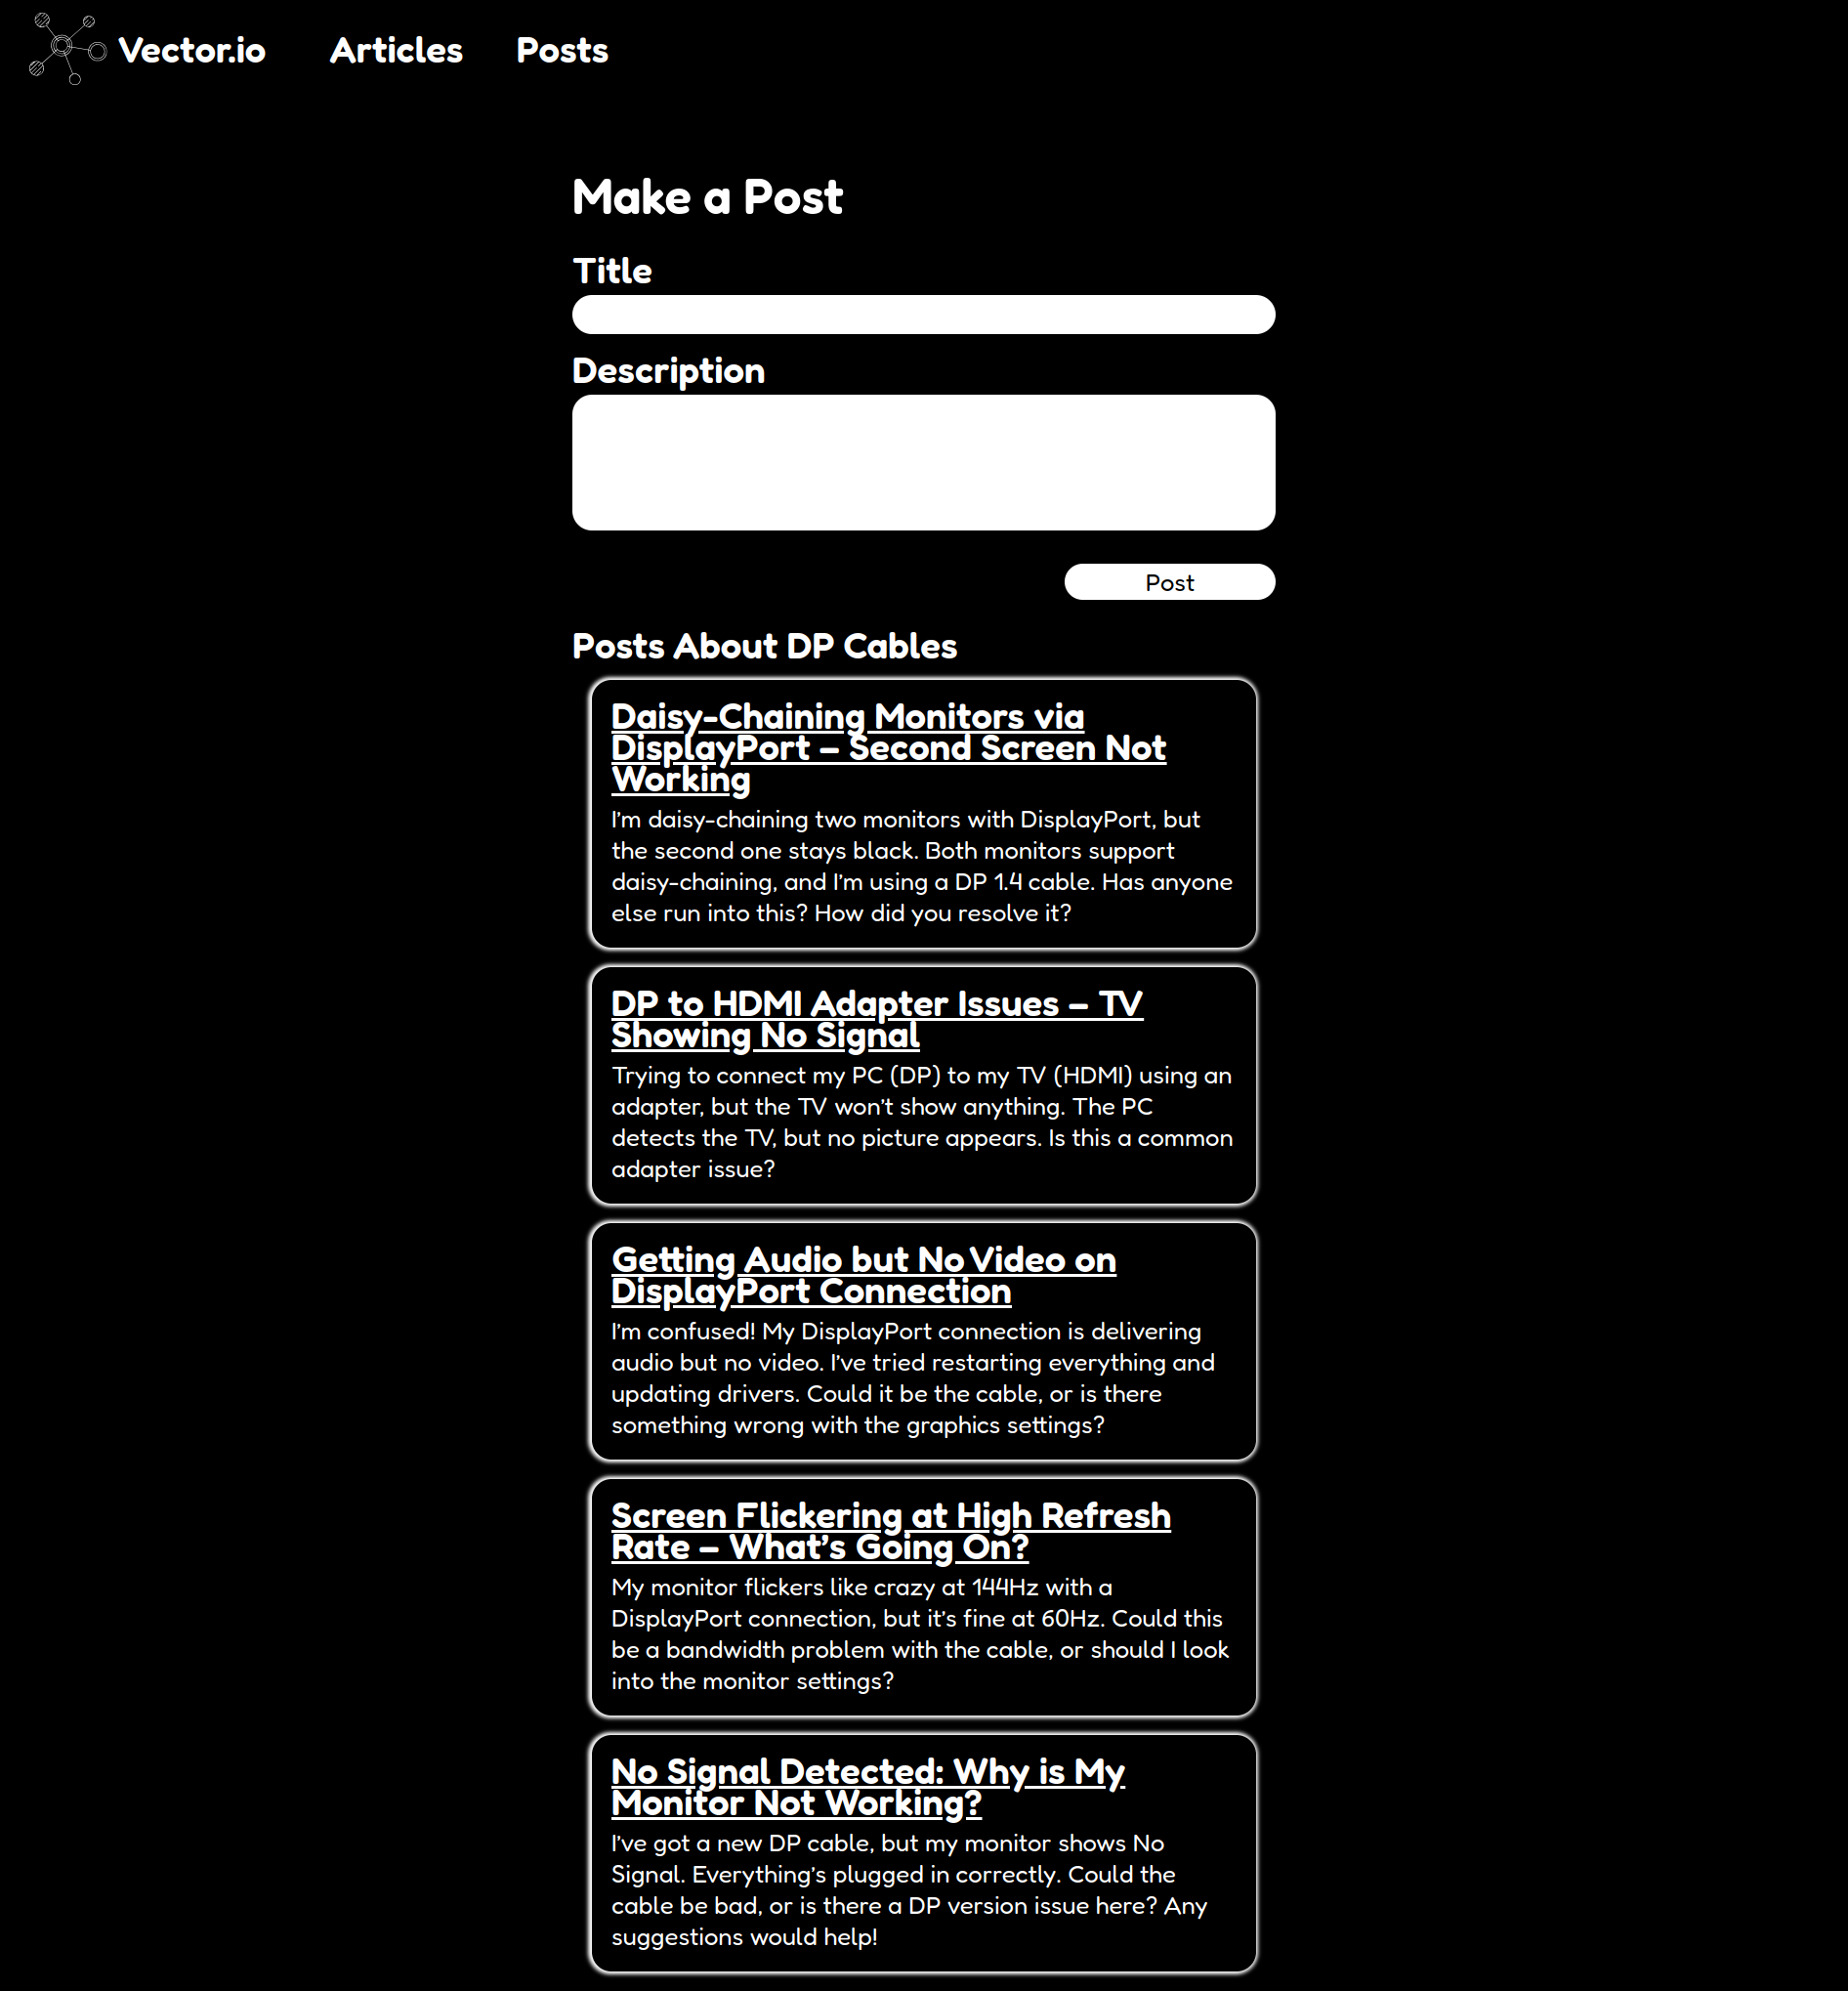 Vector.io Articles Posts
Make a Post
Title
Description
Post
Posts About DP Cables
Daisy-Chaining Monitors via
DisplayPort – Second Screen Not
Working
I'm daisy-chaining two monitors with DisplayPort, but
the second one stays black. Both monitors support
daisy-chaining, and I'm using a DP 1.4 cable. Has anyone
else run into this? How did you resolve it?
DP to HDMI Adapter Issues – TV
Showing No Signal
Trying to connect my PC (DP) to my TV (HDMI) using an
adapter, but the TV won't show anything. The PC
detects the TV, but no picture appears. Is this a common
adapter issue?
Getting Audio but No Video on
DisplayPort Connection
I'm confused! My DisplayPort connection is delivering
audio but no video. I've tried restarting everything and
updating drivers. Could it be the cable, or is there
something wrong with the graphics settings?
Screen Flickering at High Refresh
Rate – What's Going On?
My monitor flickers like crazy at 144Hz with a
DisplayPort connection, but it's fine at 60Hz. Could this
be a bandwidth problem with the cable, or should I look
into the monitor settings?
No Signal Detected: Why is My
Monitor Not Working?
I've got a new DP cable, but my monitor shows No
Signal. Everything's plugged in correctly. Could the
cable be bad, or is there a DP version issue here? Any
suggestions would help!